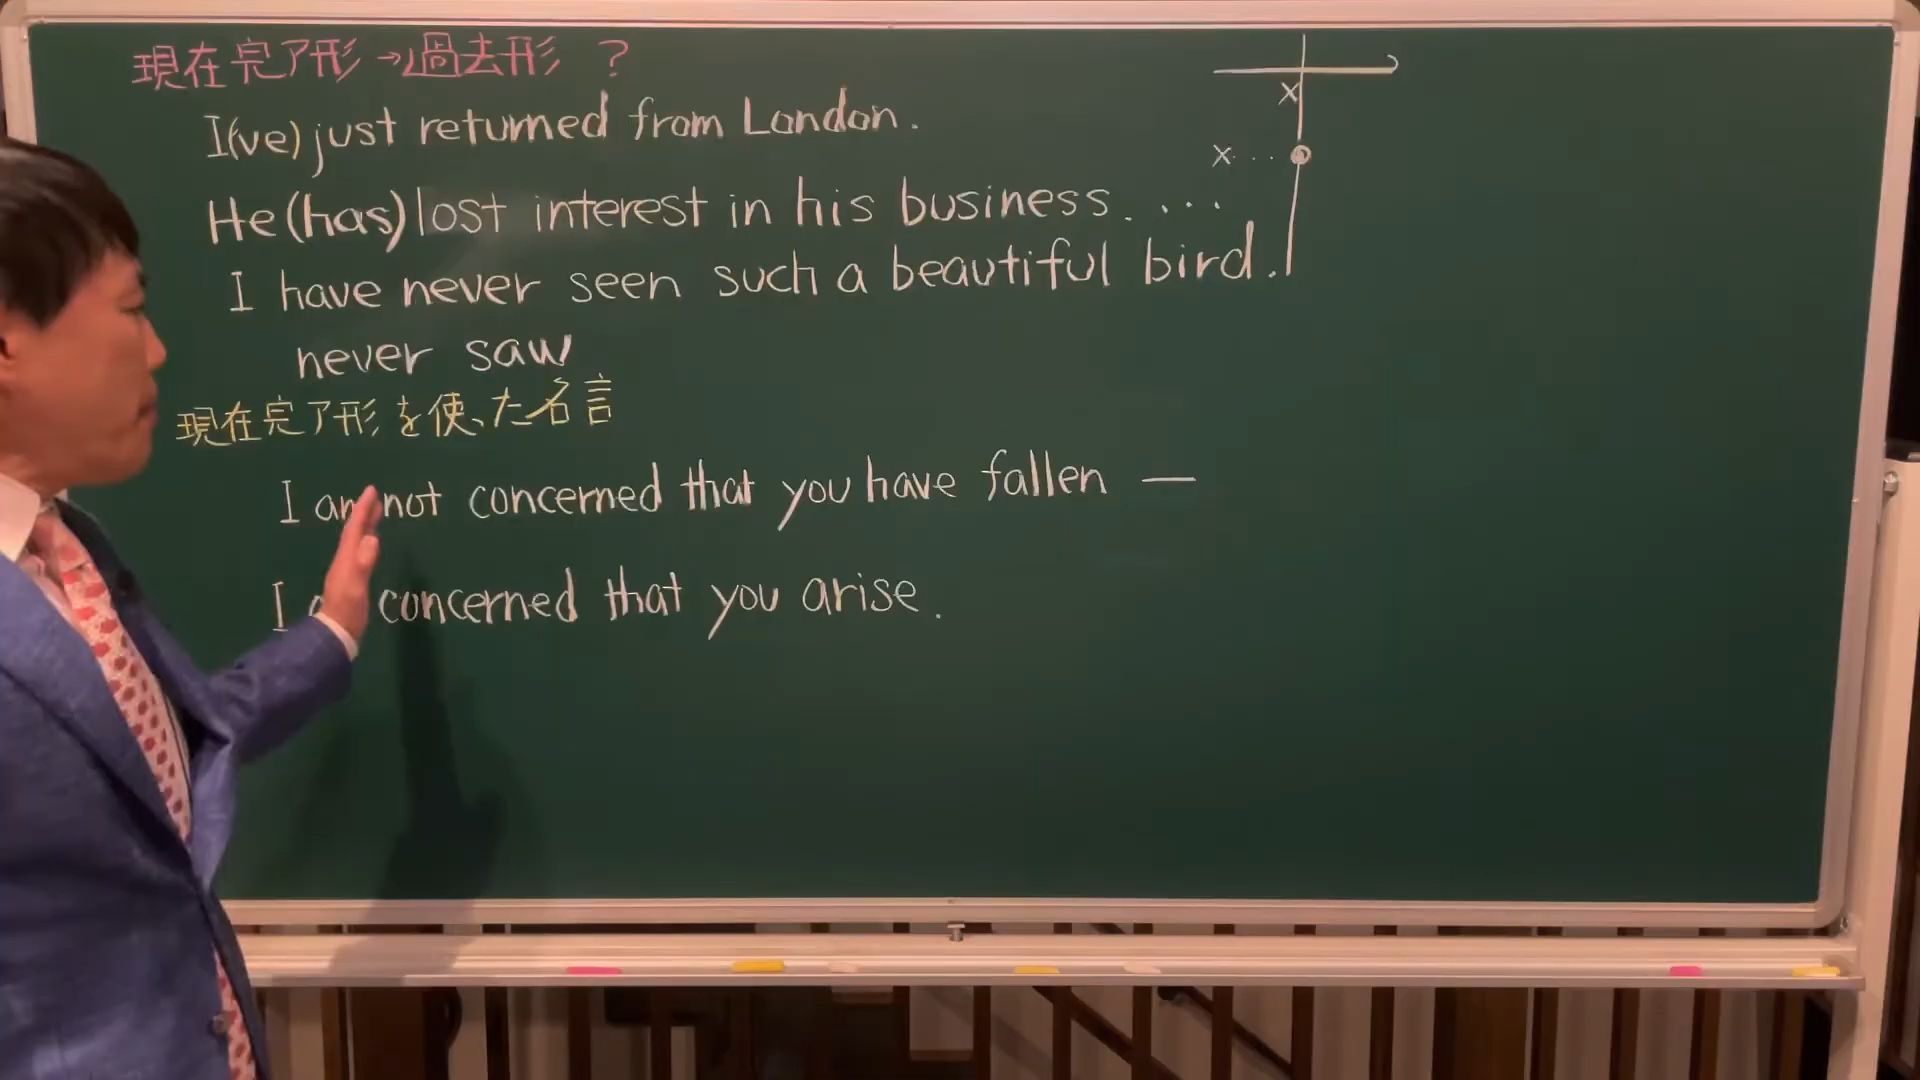 現在完了形→過去形 ?
I(ve) just returned from London.
He (has) lost interest in his business. ...
I have never seen such a beautiful bird.
never saw
現在完了形を使った名言
I am not concerned that you have fallen —
I concerned that you arise.